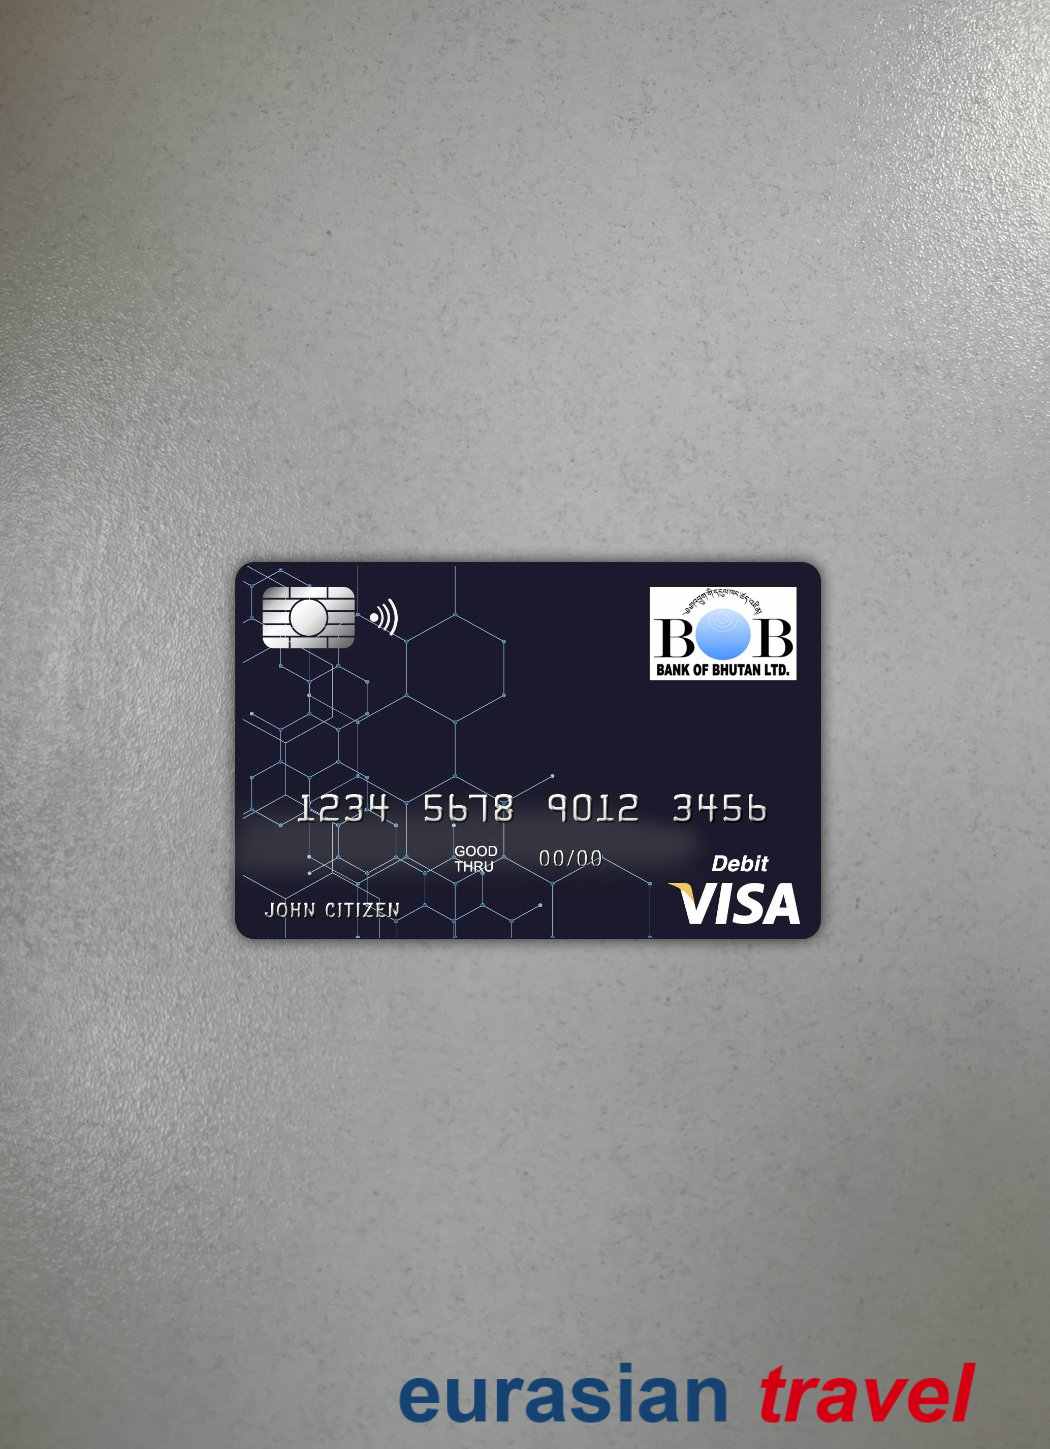 BOB
BANK OF BHUTAN LTD.
1234 5678 9012 3456
GOOD
THRU
00/00
Debit
VISA
JOHN CITIZEN
eurasian travel